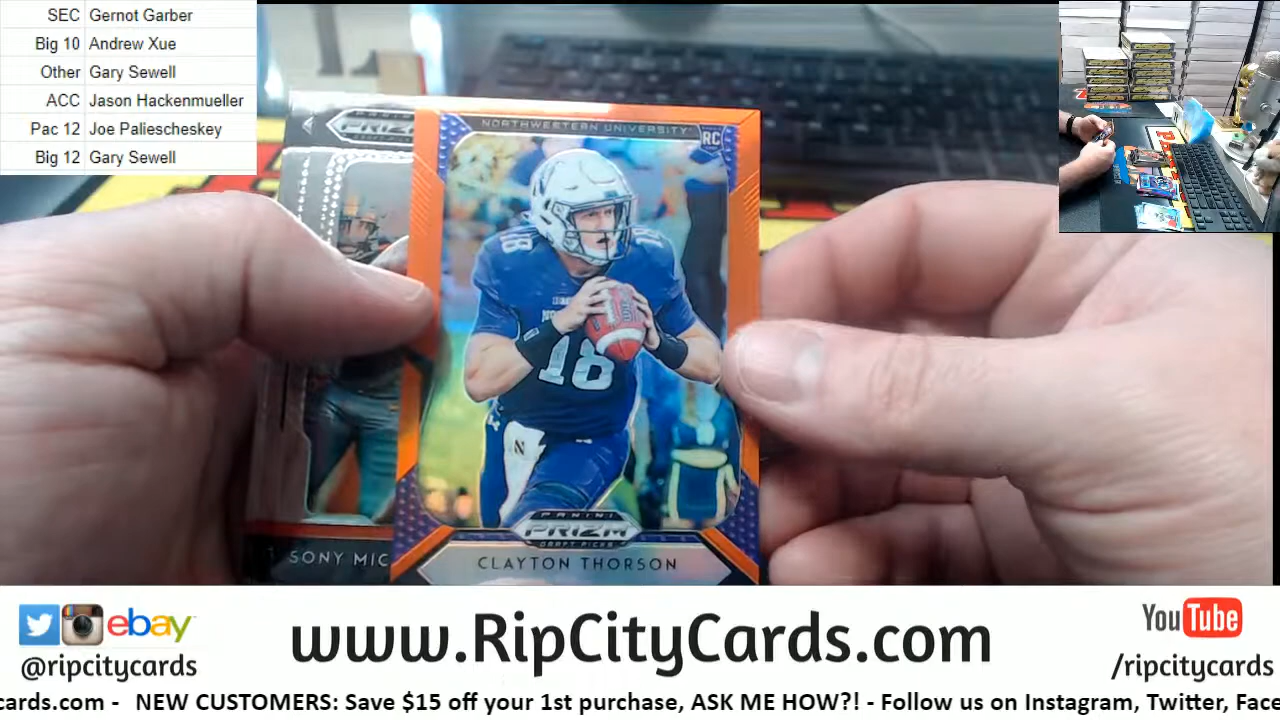 SEC Gernot Garber
Big 10 Andrew Xue
Other Gary Sewell
ACC Jason Hackenmueller
Pac 12 Joe Paliescheskey
Big 12 Gary Sewell
NORTHWESTERN UNIVERSITY
RC
PRIZM
18
18
18
N
PANINI
PRIZM
DRAFT PICKS
CLAYTON THORSON
SONY MIC
ebay
@ripcitycards
www.RipCityCards.com
YouTube
/ripcitycards
cards.com - NEW CUSTOMERS: Save $15 off your 1st purchase, ASK ME HOW?! - Follow us on Instagram, Twitter, Face